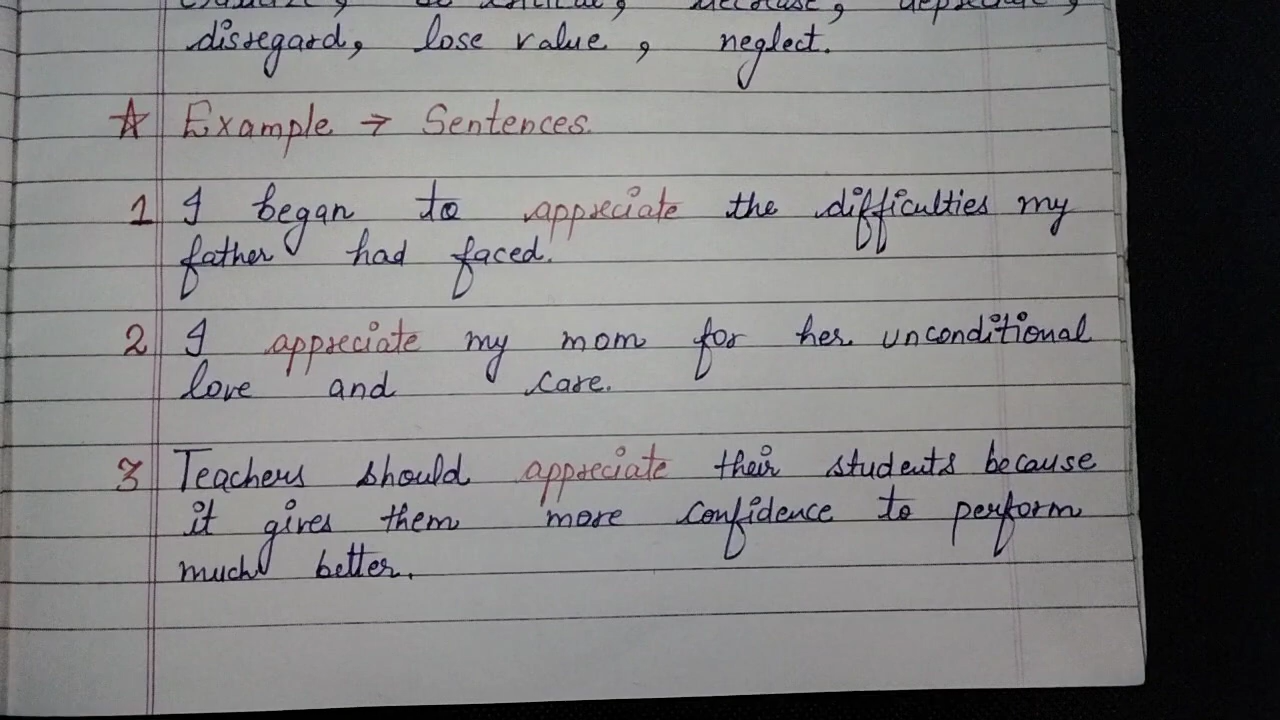 disregard, lose value, neglect.
☆ Example → Sentences.
1 I began to appreciate the difficulties my
father had faced.
2 I appreciate my mom for her unconditional
love and care.
3 Teachers should appreciate their students because
it gives them more confidence to perform
much better.